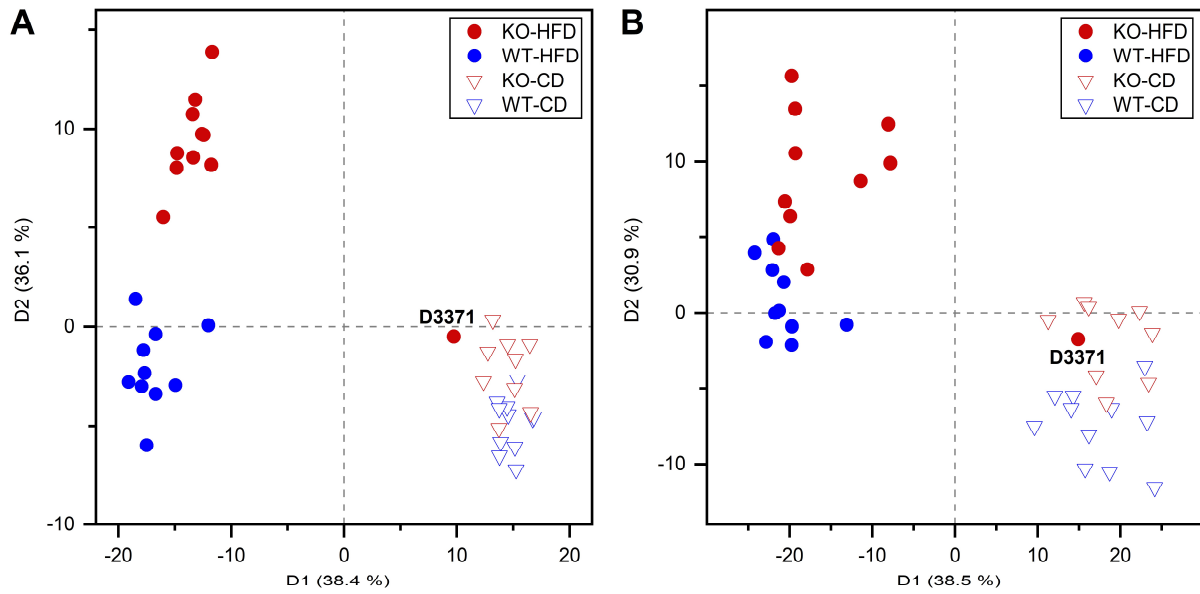 A
KO-HFD
WT-HFD
KO-CD
WT-CD
10
0
-10
D2 (36.1 %)
D3371
-20
-10
0
10
20
D1 (38.4 %)
B
KO-HFD
WT-HFD
KO-CD
WT-CD
10
0
-10
D2 (30.9 %)
D3371
-20
-10
0
10
20
D1 (38.5 %)